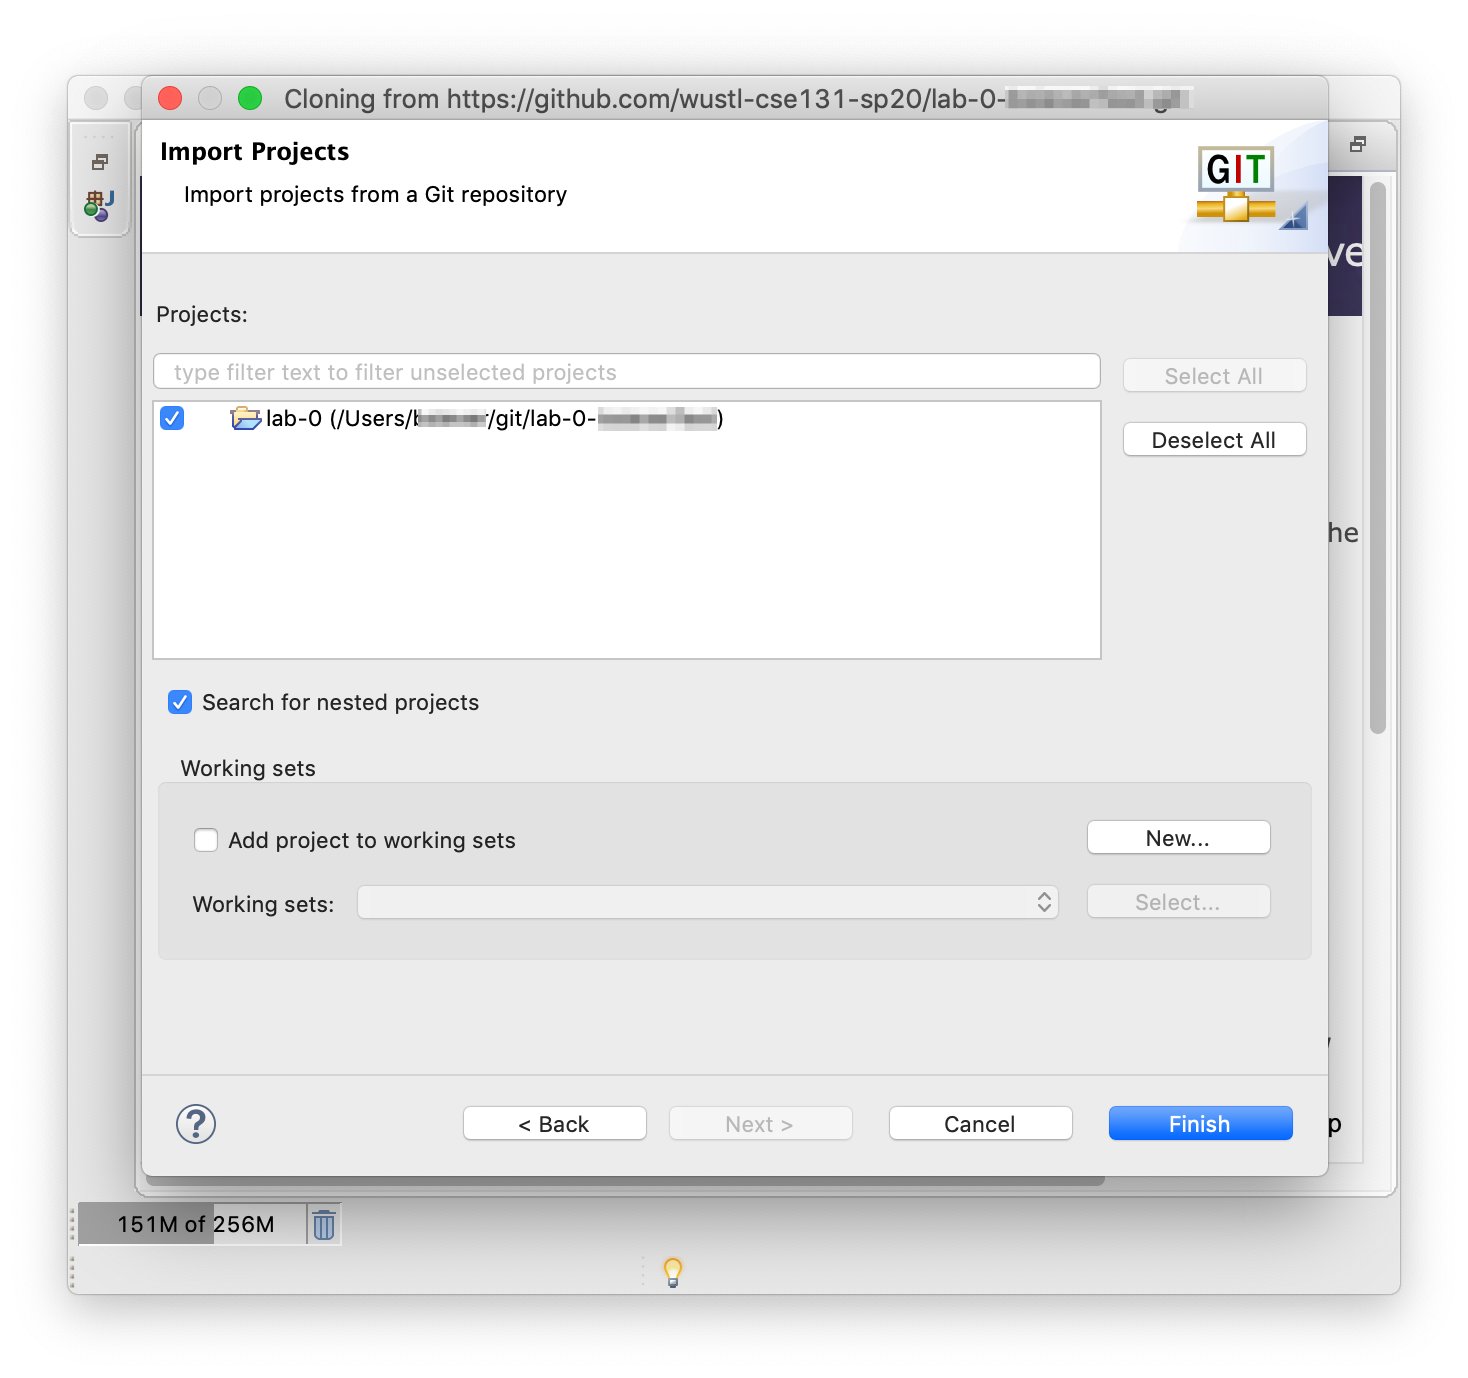 Cloning from https://github.com/wustl-cse131-sp20/lab-0-
Import Projects
Import projects from a Git repository
GIT
ve
Projects:
type filter text to filter unselected projects
Select All
lab-0 (/Users/ /git/lab-0- )
Deselect All
he
Search for nested projects
Working sets
Add project to working sets
New...
Working sets:
Select...
?
< Back
Next >
Cancel
Finish
p
151M of 256M